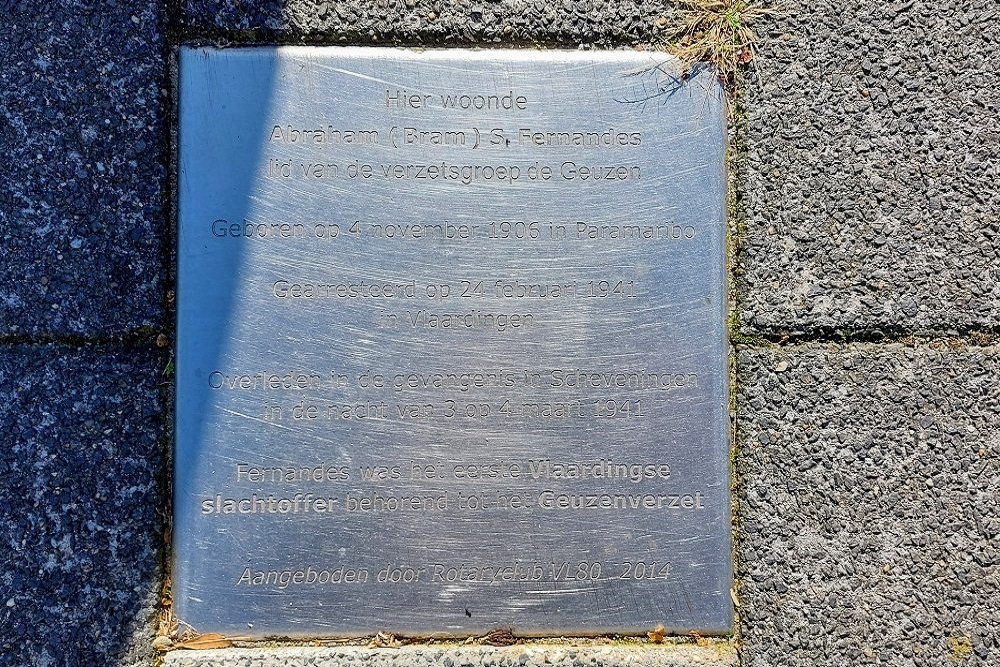 Hier woonde
Abraham ( Bram ) S. Fernandes
lid van de verzetsgroep de Geuzen
Geboren op 4 november 1906 in Paramaribo
Gearresteerd op 24 februari 1941
in Vlaardingen
Overleden in de gevangenis in Scheveningen
in de nacht van 3 op 4 maart 1941
Fernandes was het eerste Vlaardingse
slachtoffer behorend tot het Geuzenverzet
Aangeboden door Rotaryclub VL80 2014